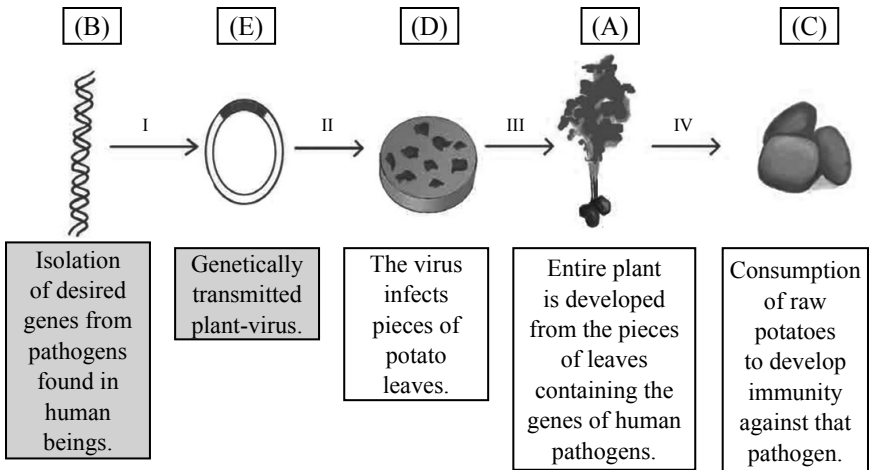 (B)
(E)
(D)
(A)
(C)
I
II
III
IV
Isolation
of desired
genes from
pathogens
found in
human
beings.
Genetically
transmitted
plant-virus.
The virus
infects
pieces of
potato
leaves.
Entire plant
is developed
from the pieces
of leaves
containing the
genes of human
pathogens.
Consumption
of raw
potatoes
to develop
immunity
against that
pathogen.